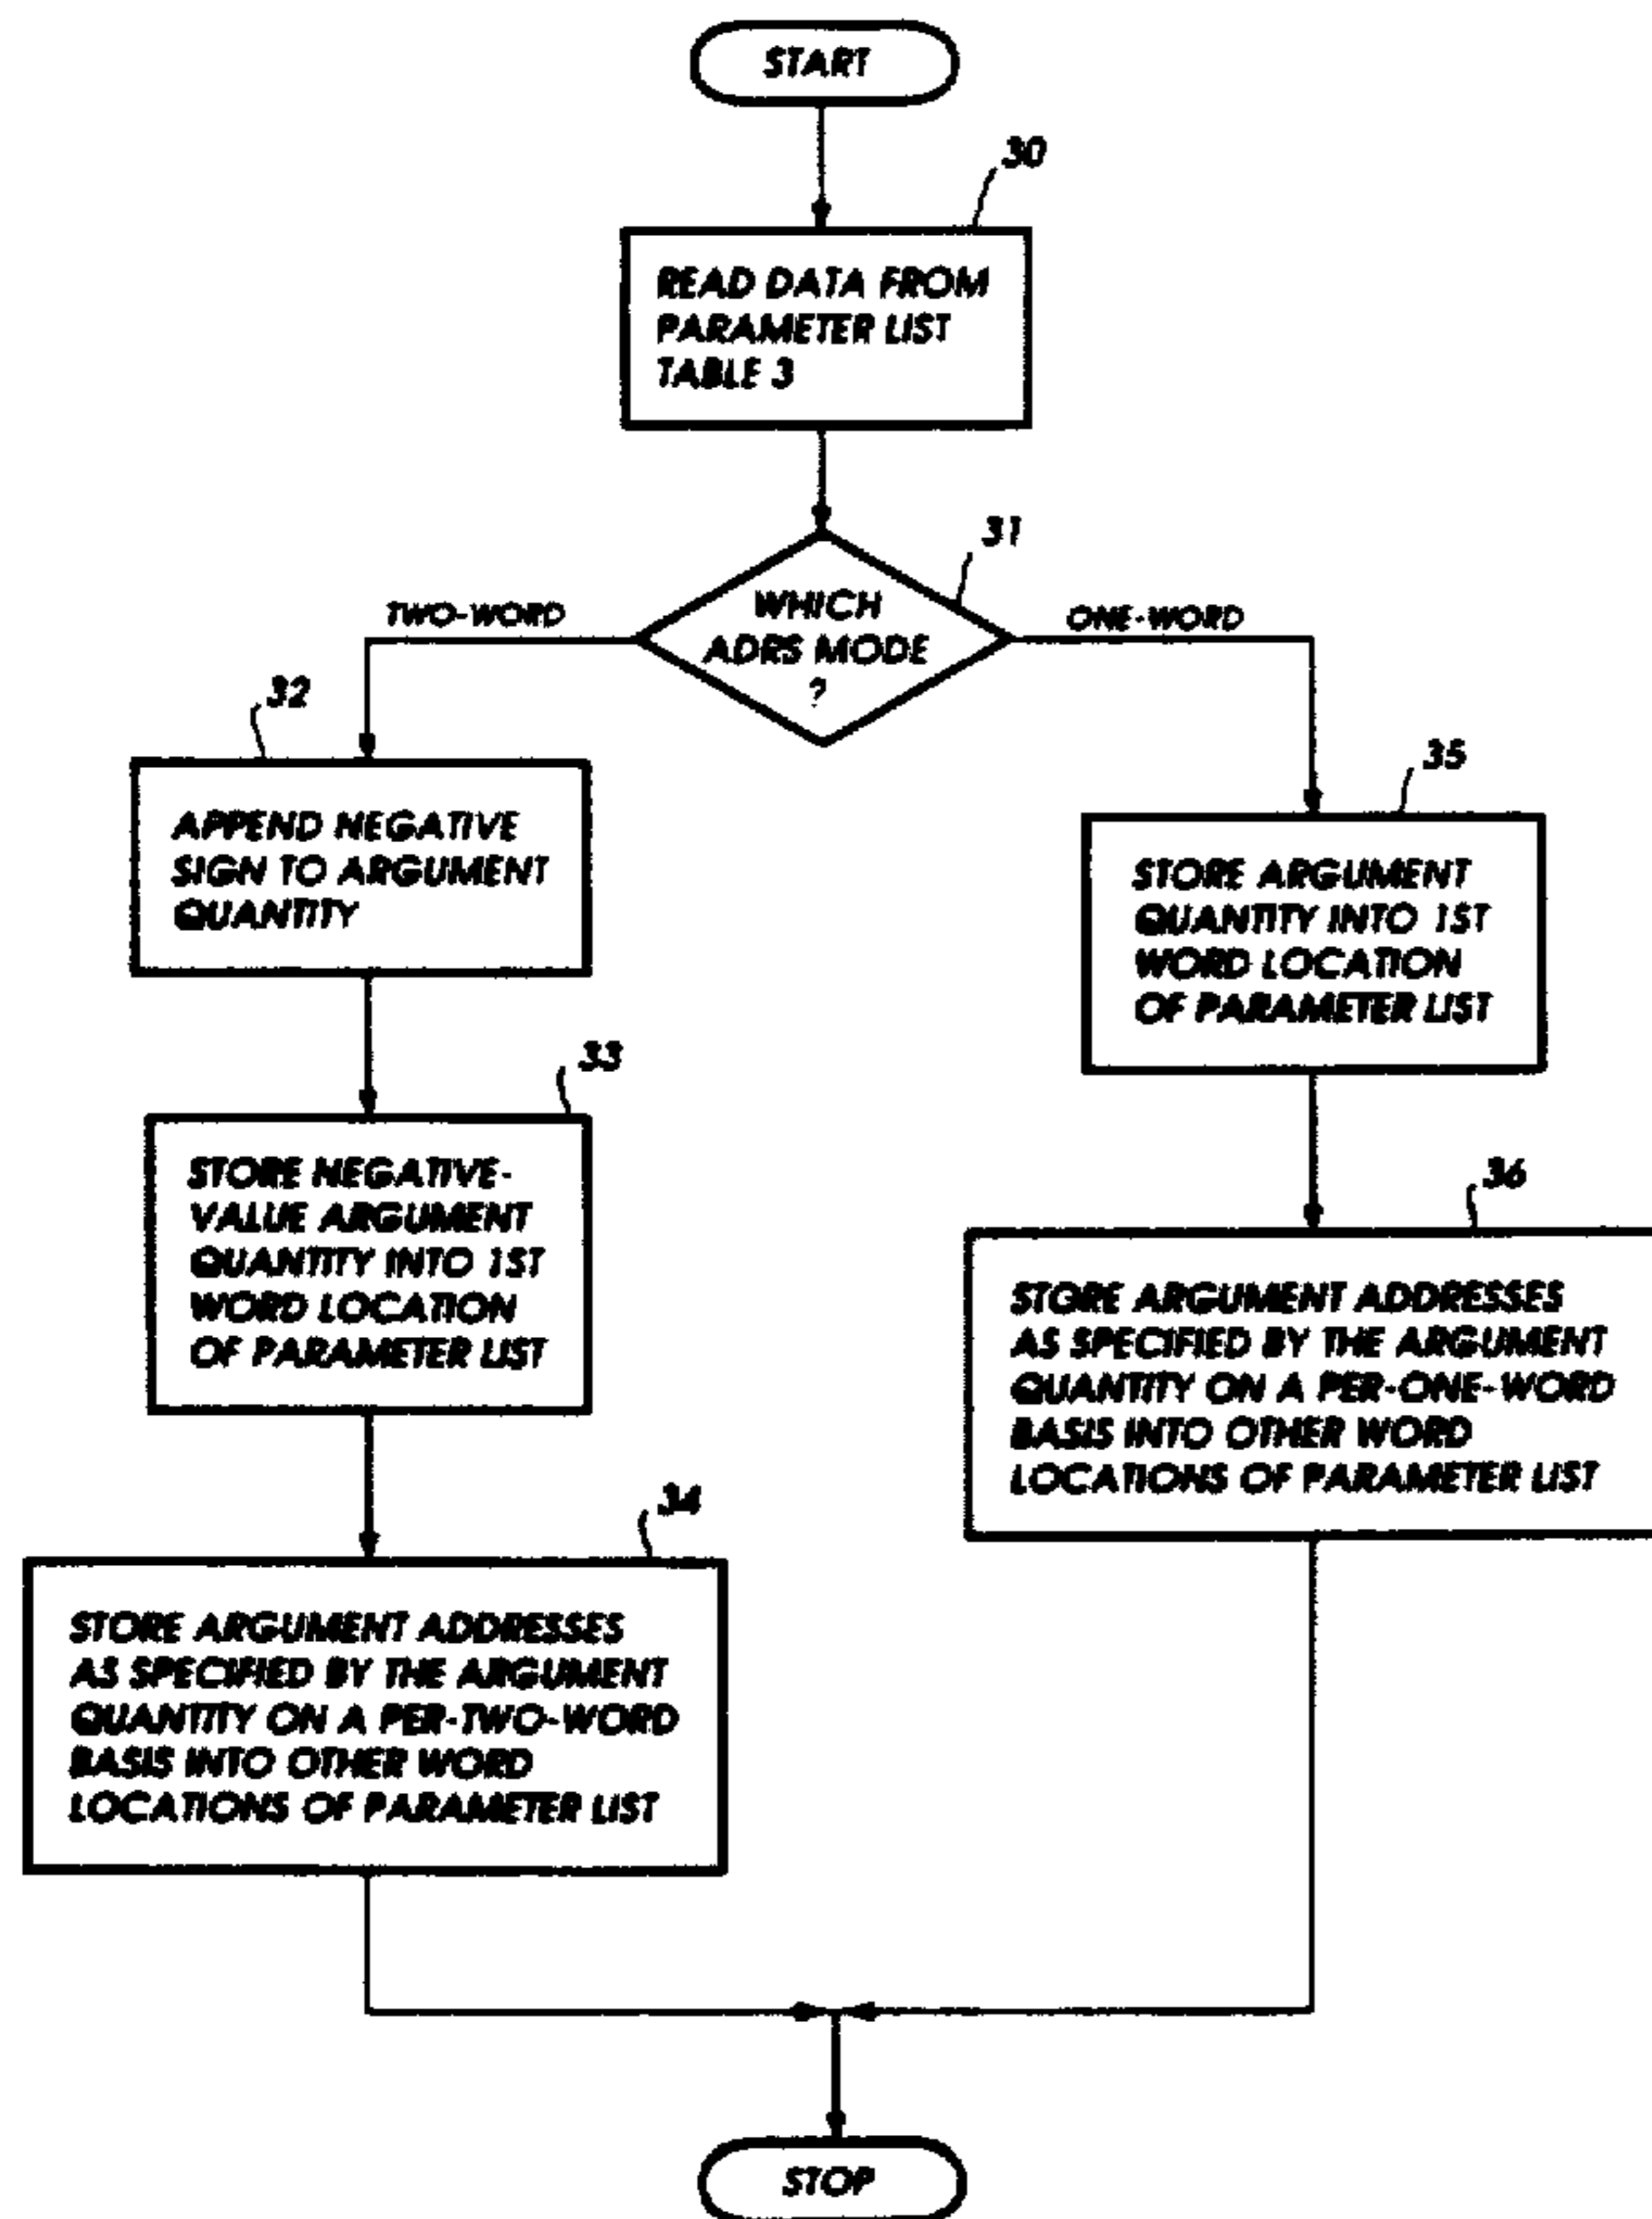 START
30
READ DATA FROM
PARAMETER LIST
TABLE 3
31
WHICH
ADRS MODE
?
TWO-WORD
ONE-WORD
32
APPEND NEGATIVE
SIGN TO ARGUMENT
QUANTITY
33
STORE NEGATIVE-
VALUE ARGUMENT
QUANTITY INTO 1ST
WORD LOCATION
OF PARAMETER LIST
34
STORE ARGUMENT ADDRESSES
AS SPECIFIED BY THE ARGUMENT
QUANTITY ON A PER-TWO-WORD
BASIS INTO OTHER WORD
LOCATIONS OF PARAMETER LIST
35
STORE ARGUMENT
QUANTITY INTO 1ST
WORD LOCATION
OF PARAMETER LIST
36
STORE ARGUMENT ADDRESSES
AS SPECIFIED BY THE ARGUMENT
QUANTITY ON A PER-ONE-WORD
BASIS INTO OTHER WORD
LOCATIONS OF PARAMETER LIST
STOP